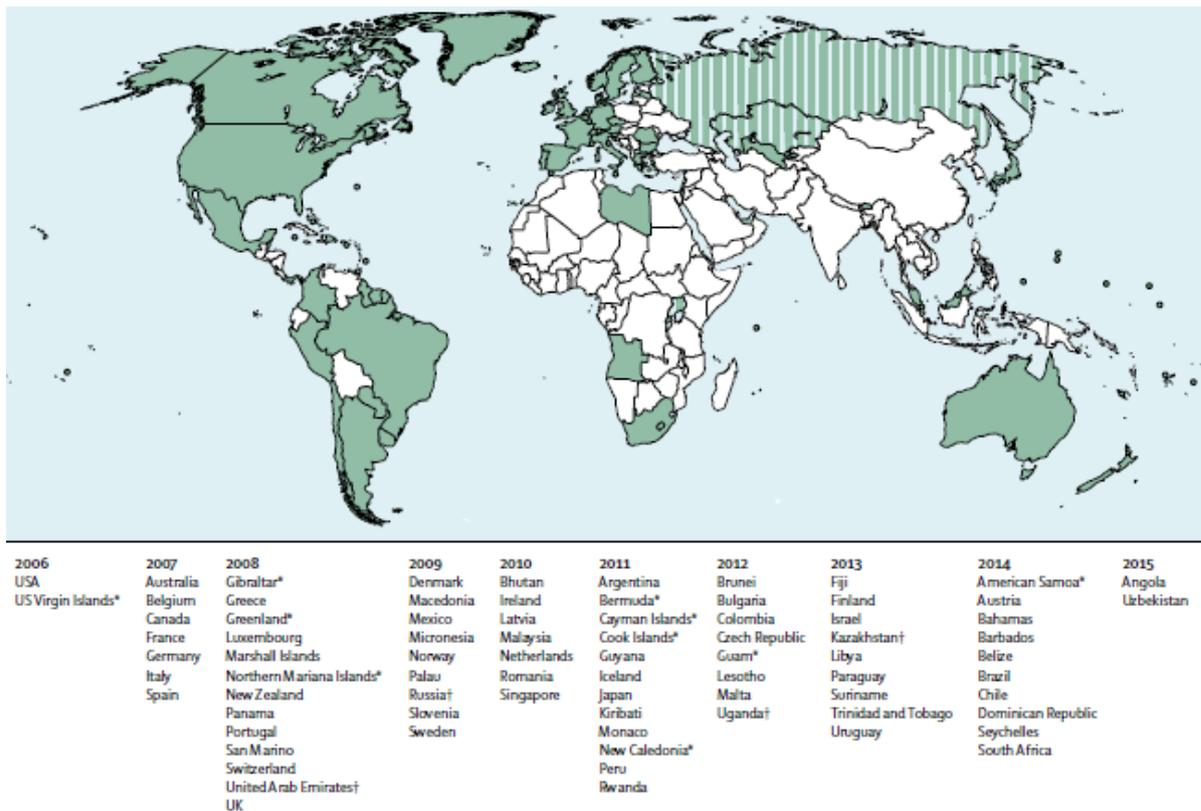 2006
USA
US Virgin Islands*
2007
Australia
Belgium
Canada
France
Germany
Italy
Spain
2008
Gibraltar*
Greece
Greenland*
Luxembourg
Marshall Islands
Northern Mariana Islands*
New Zealand
Panama
Portugal
San Marino
Switzerland
United Arab Emirates†
UK
2009
Denmark
Macedonia
Mexico
Micronesia
Norway
Palau
Russia†
Slovenia
Sweden
2010
Bhutan
Ireland
Latvia
Malaysia
Netherlands
Romania
Singapore
2011
Argentina
Bermuda*
Cayman Islands*
Cook Islands*
Guyana
Iceland
Japan
Kiribati
Monaco
New Caledonia*
Peru
Rwanda
2012
Brunei
Bulgaria
Colombia
Czech Republic
Guam*
Lesotho
Malta
Uganda†
2013
Fiji
Finland
Israel
Kazakhstan†
Libya
Paraguay
Suriname
Trinidad and Tobago
Uruguay
2014
American Samoa*
Austria
Bahamas
Barbados
Belize
Brazil
Chile
Dominican Republic
Seychelles
South Africa
2015
Angola
Uzbekistan